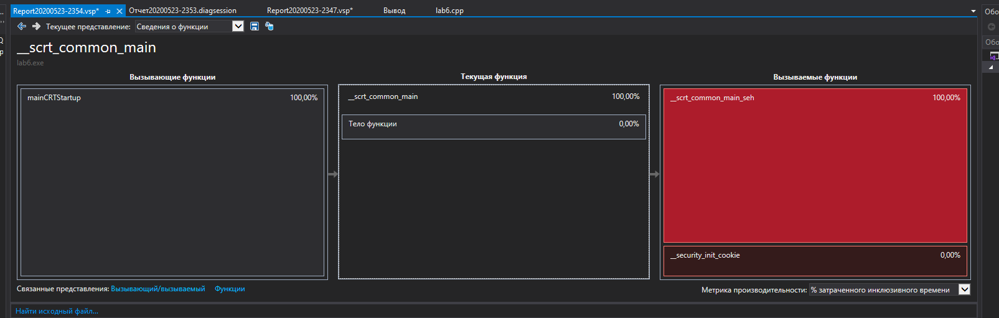 Report20200523-2354.vsp* Отчет20200523-2353.diagsession Report20200523-2347.vsp* Вывод lab6.cpp
Обо
Текущее представление: Сведения о функции
Обо
__scrt_common_main
lab6.exe
Вызывающие функции Текущая функция Вызываемые функции
mainCRTStartup 100,00% __scrt_common_main 100,00% __scrt_common_main_seh 100,00%
Тело функции 0,00%
__security_init_cookie 0,00%
Связанные представления: Вызывающий/вызываемый Функции Метрика производительности: % затраченного инклюзивного времени
Найти исходный файл...